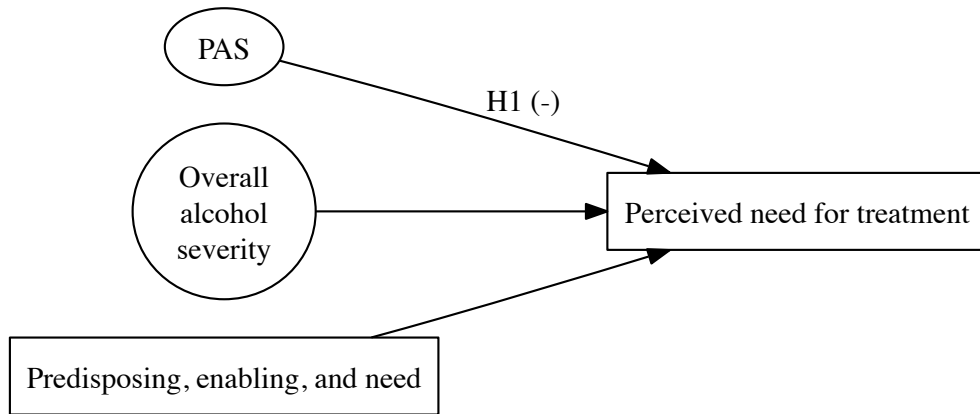 PAS
H1 (-)
Overall
alcohol
severity
Perceived need for treatment
Predisposing, enabling, and need